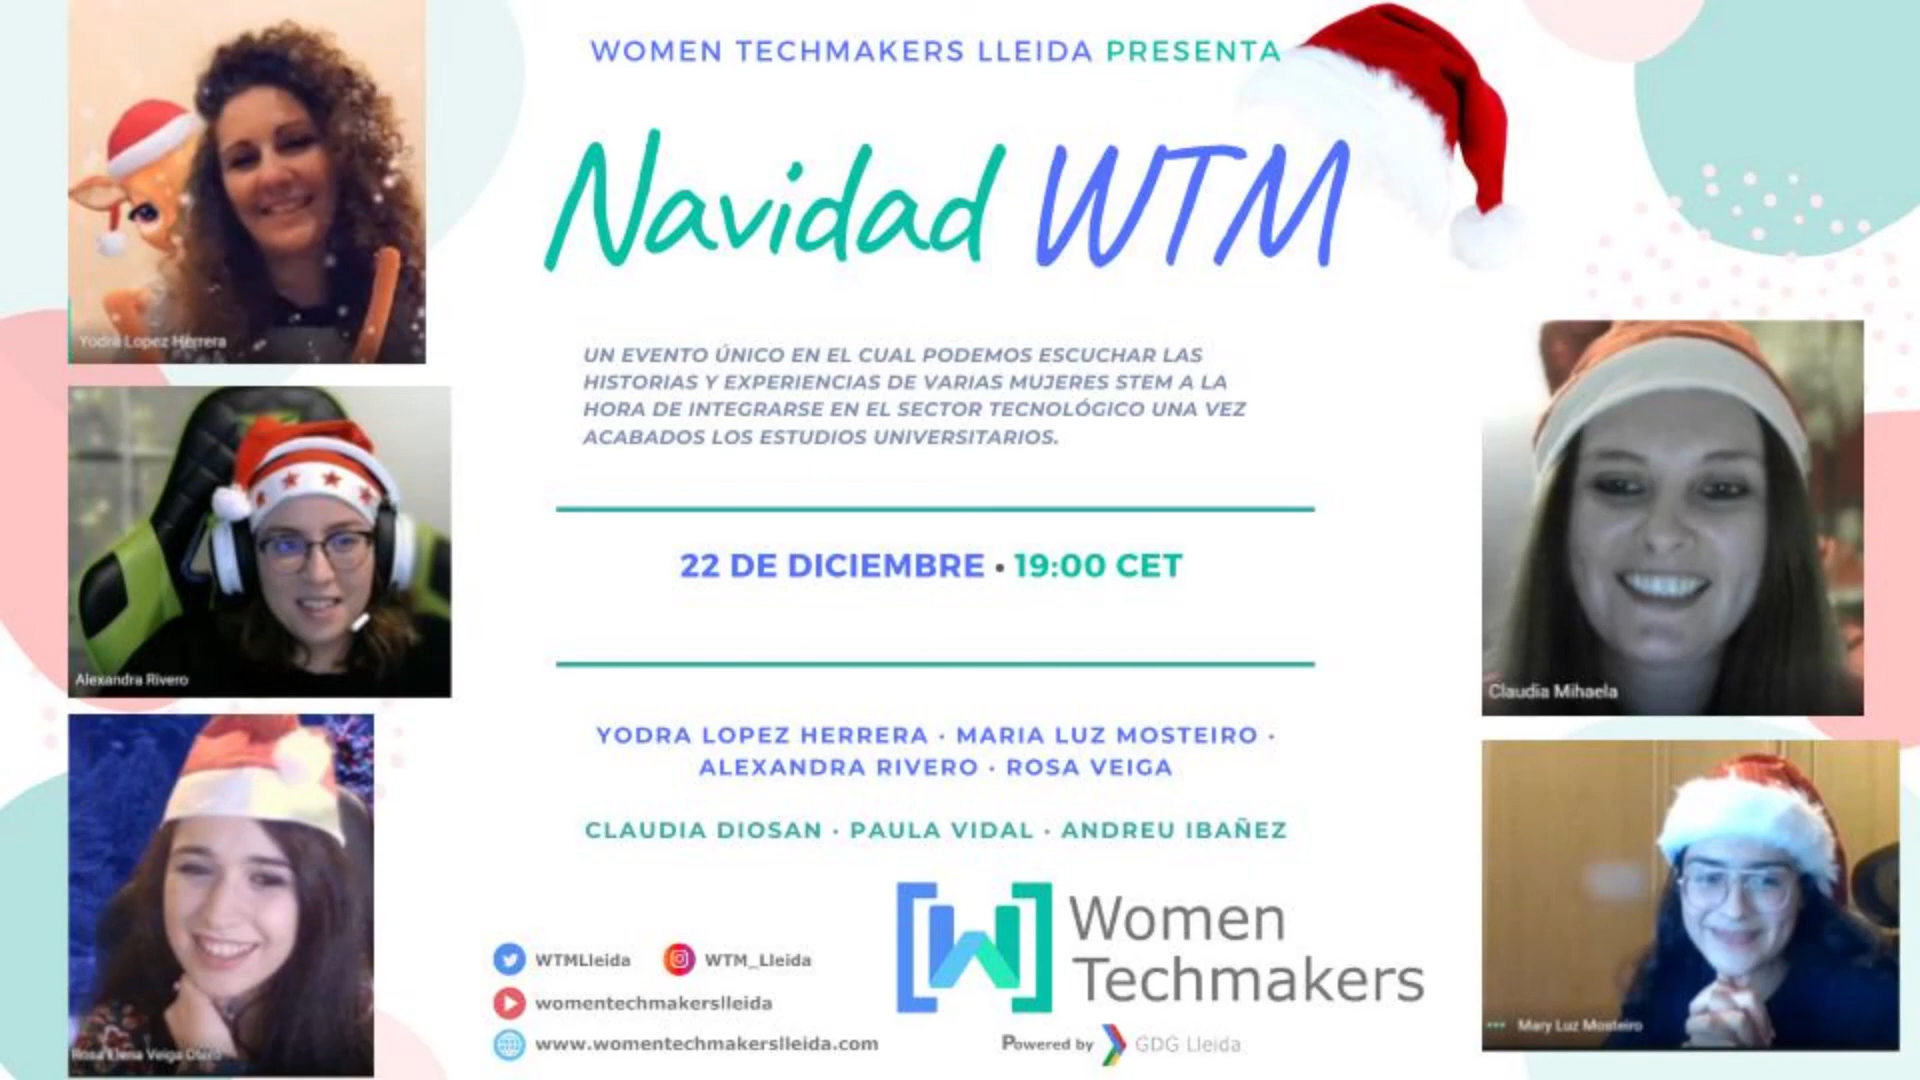 WOMEN TECHMAKERS LLEIDA PRESENTA
Navidad WTM
Yodra Lopez Herrera
UN EVENTO ÚNICO EN EL CUAL PODEMOS ESCUCHAR LAS
HISTORIAS Y EXPERIENCIAS DE VARIAS MUJERES STEM A LA
HORA DE INTEGRARSE EN EL SECTOR TECNOLÓGICO UNA VEZ
ACABADOS LOS ESTUDIOS UNIVERSITARIOS.
22 DE DICIEMBRE • 19:00 CET
Alexandra Rivero
Claudia Mihaela
YODRA LOPEZ HERRERA · MARIA LUZ MOSTEIRO ·
ALEXANDRA RIVERO · ROSA VEIGA
CLAUDIA DIOSAN · PAULA VIDAL · ANDREU IBAÑEZ
Women
Techmakers
WTMLleida WTM_Lleida
womentechmakerslleida
www.womentechmakerslleida.com
Powered by GDG Lleida
Rosa Elena Veiga
Mary Luz Mosteiro